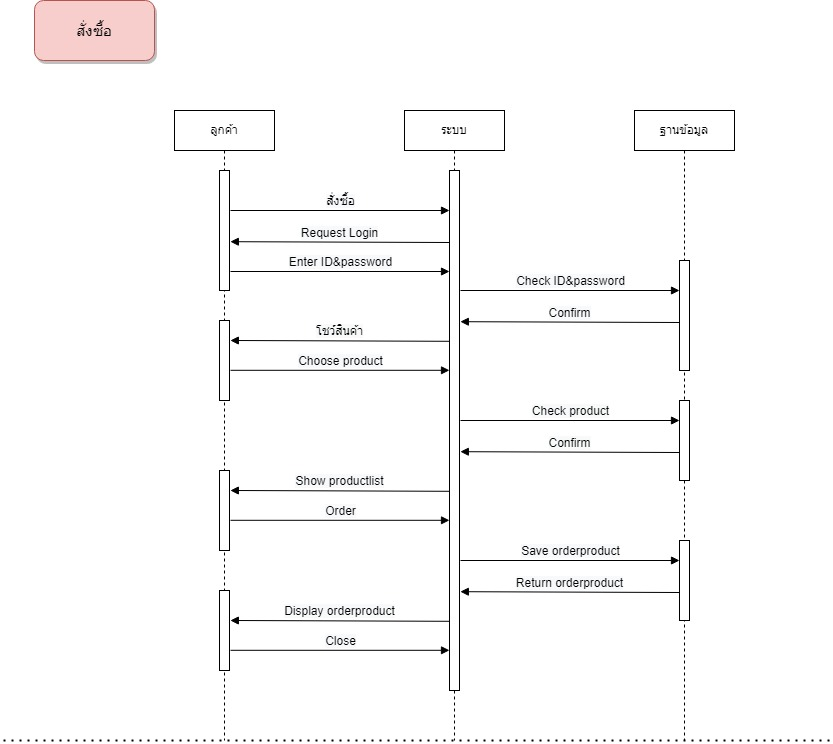 สั่งซื้อ
ลูกค้า
ระบบ
ฐานข้อมูล
สั่งซื้อ
Request Login
Enter ID&password
Check ID&password
Confirm
โชว์สินค้า
Choose product
Check product
Confirm
Show productlist
Order
Save orderproduct
Return orderproduct
Display orderproduct
Close